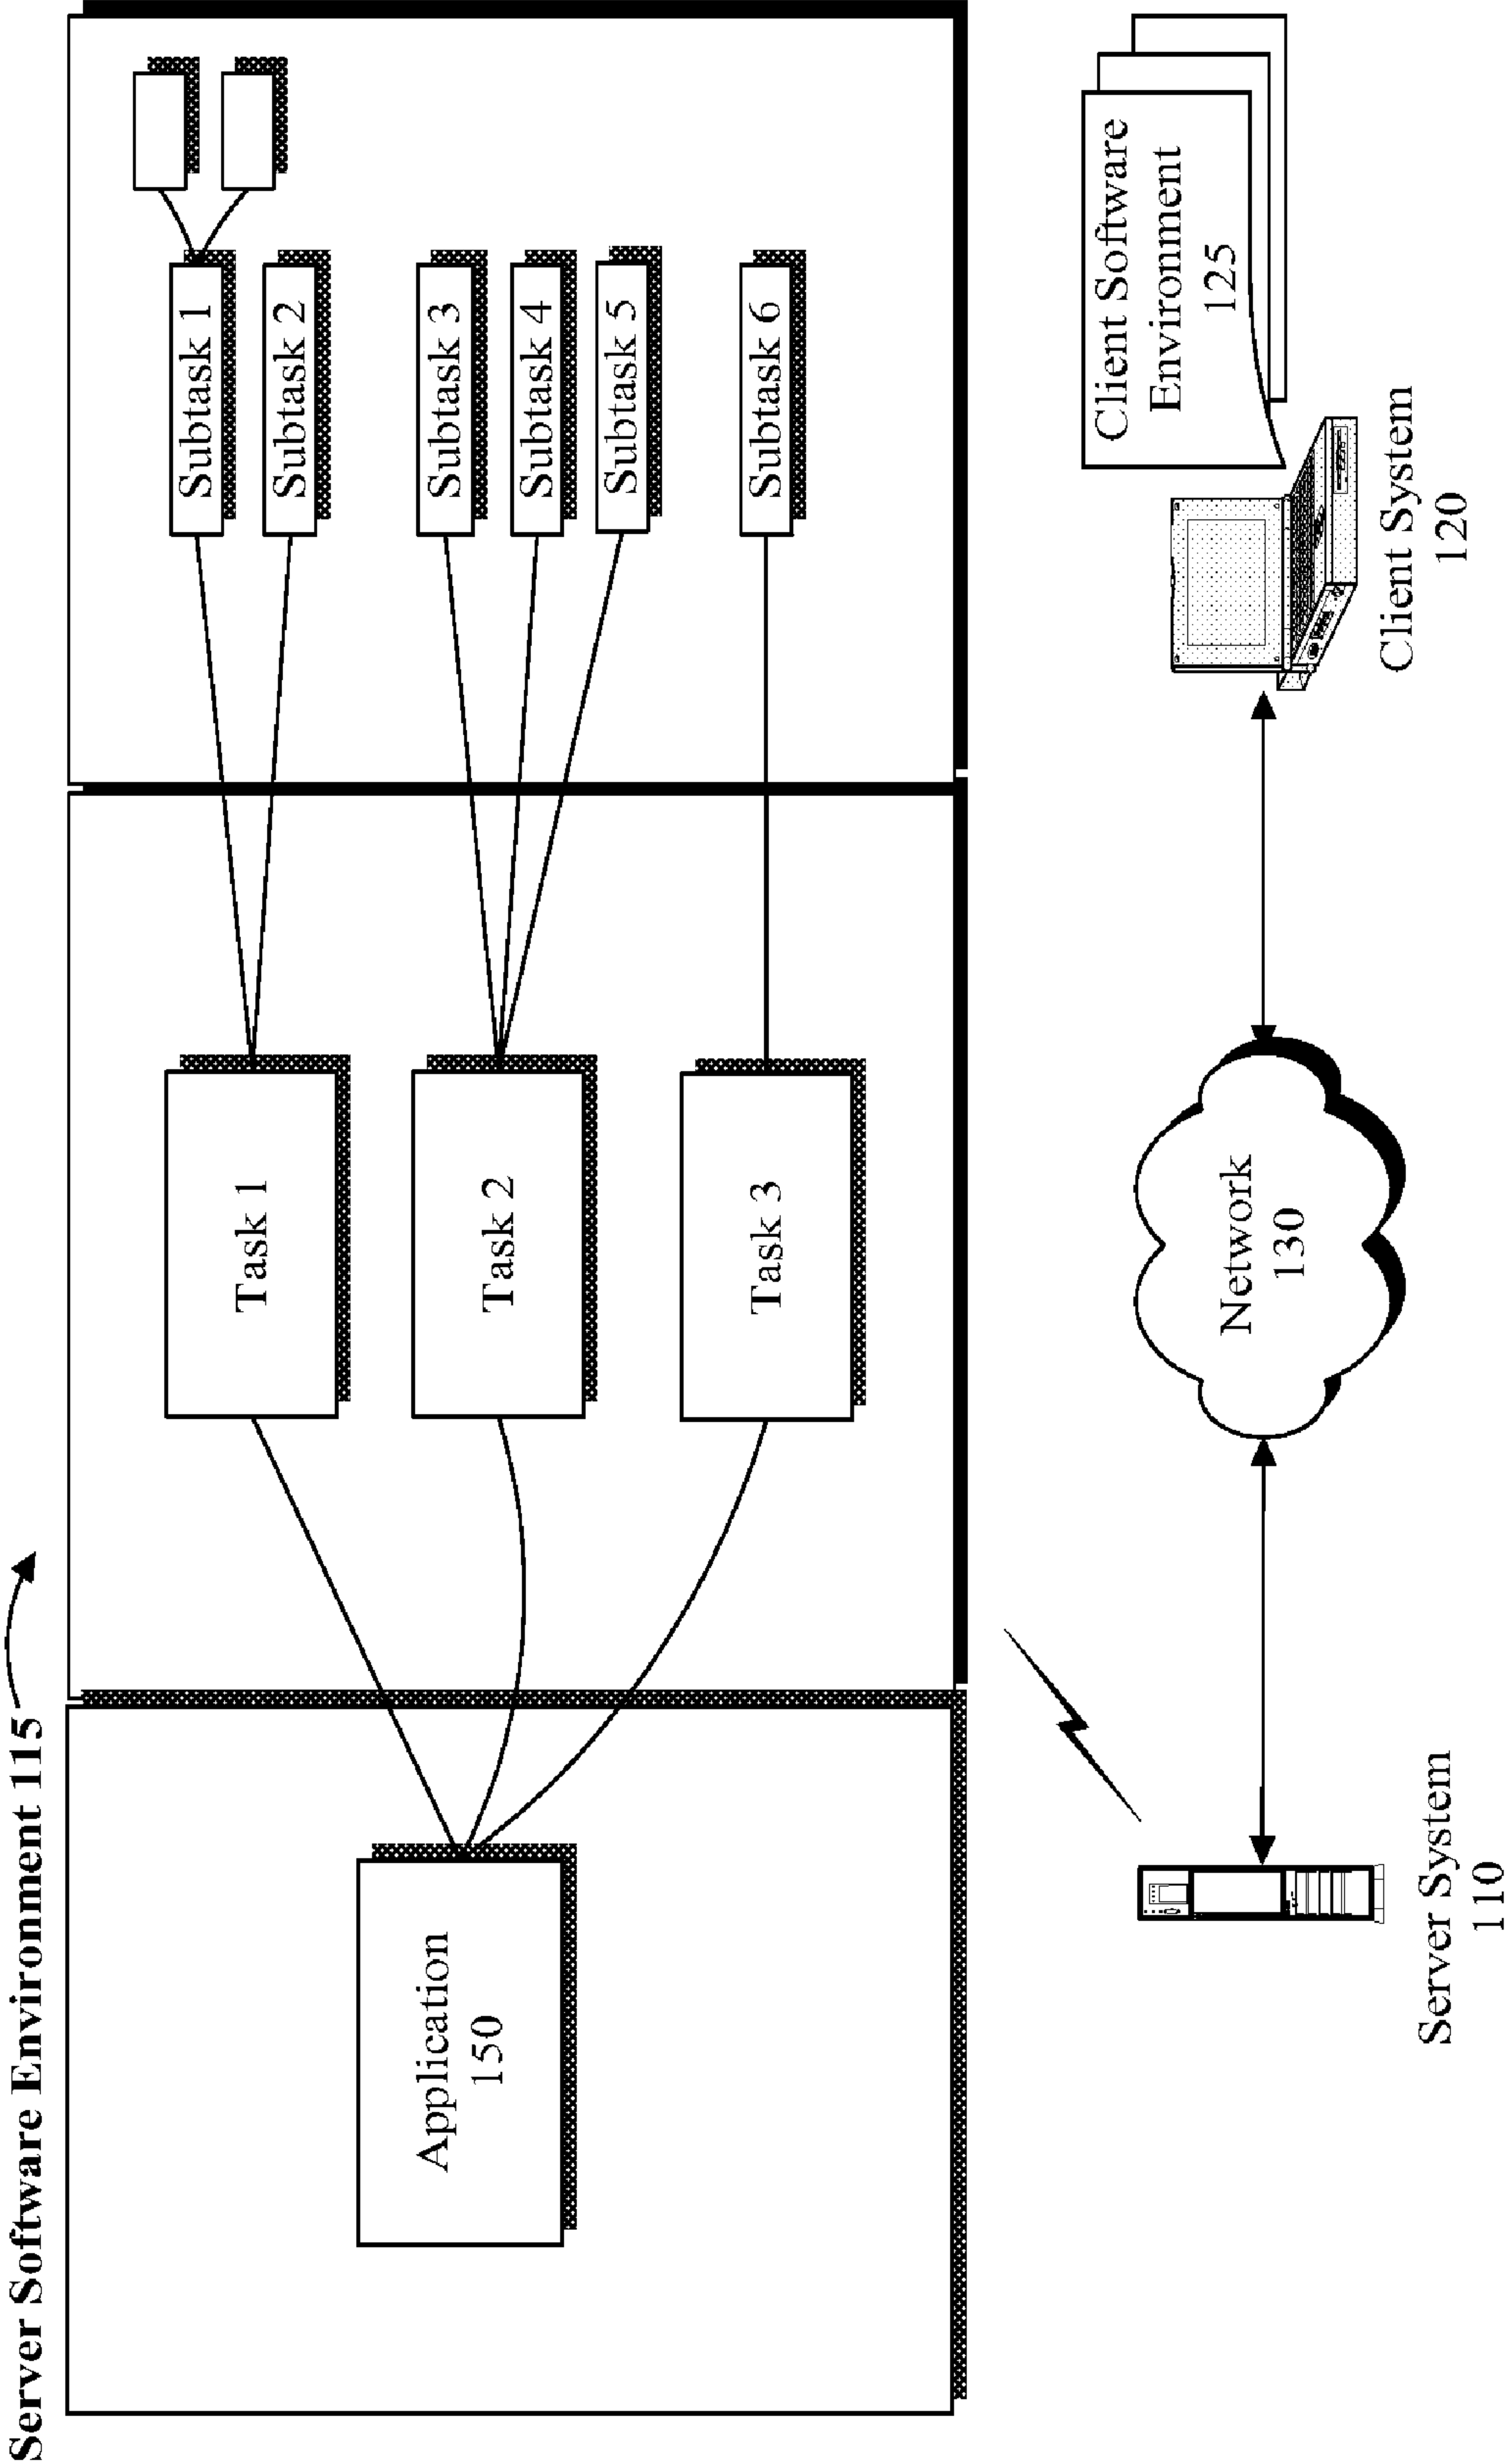 Server Software Environment 115
Application
150
Task 1
Task 2
Task 3
Subtask 1
Subtask 2
Subtask 3
Subtask 4
Subtask 5
Subtask 6
Server System
110
Network
130
Client System
120
Client Software
Environment
125